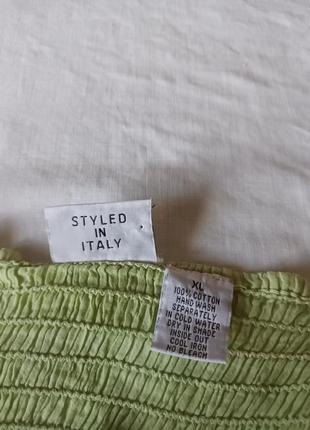 STYLED
IN
ITALY
XL
100% COTTON
HAND WASH
SEPARATELY
IN COLD WATER
DRY IN SHADE
INSIDE OUT
COOL IRON
NO BLEACH